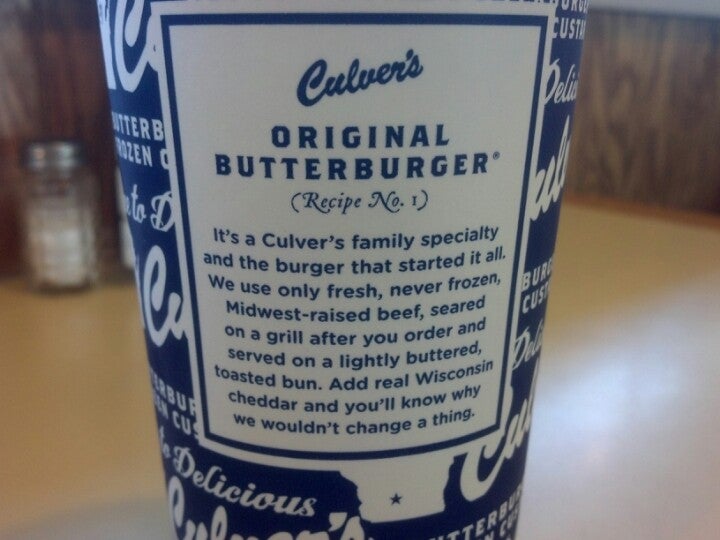 Culver's
ORIGINAL
BUTTERBURGER®
(Recipe No. 1)
It's a Culver's family specialty
and the burger that started it all.
We use only fresh, never frozen,
Midwest-raised beef, seared
on a grill after you order and
served on a lightly buttered,
toasted bun. Add real Wisconsin
cheddar and you'll know why
we wouldn't change a thing.
Delicious
Culver's